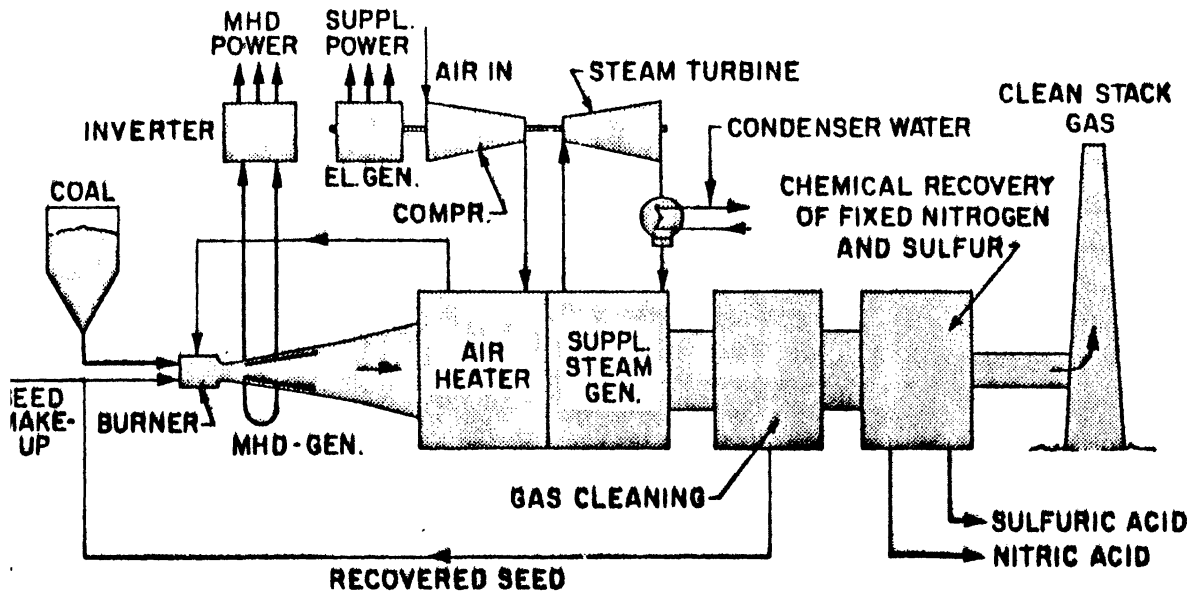 MHD
POWER
SUPPL.
POWER
AIR IN
STEAM TURBINE
CLEAN STACK
GAS
INVERTER
CONDENSER WATER
EL.GEN.
COAL
COMPR.
CHEMICAL RECOVERY
OF FIXED NITROGEN
AND SULFUR
AIR
HEATER
SUPPL.
STEAM
GEN.
SEED
MAKE-
UP
BURNER
MHD-GEN.
GAS CLEANING
SULFURIC ACID
NITRIC ACID
RECOVERED SEED